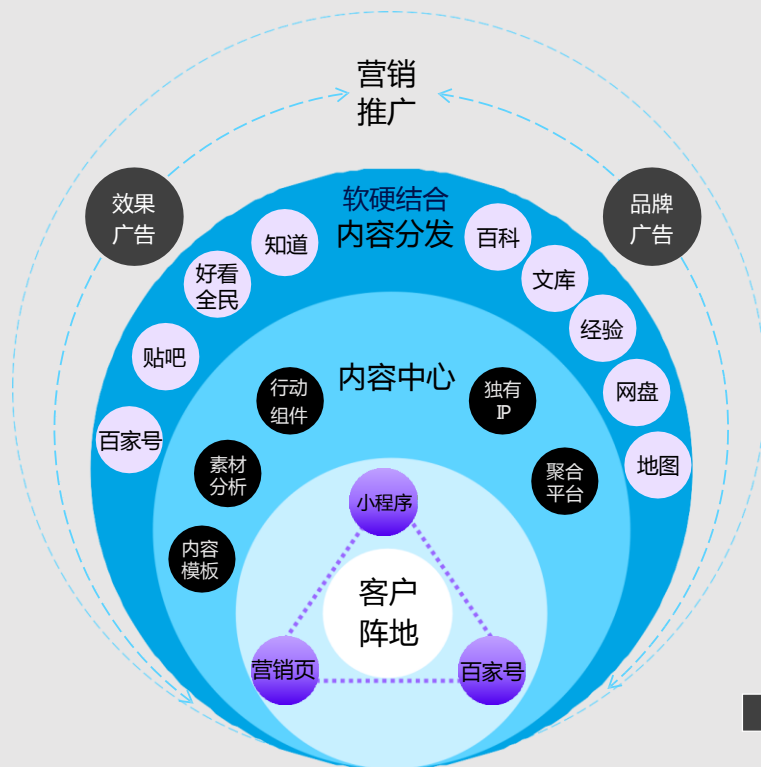 营销
推广
效果
广告
品牌
广告
软硬结合
内容分发
知道
百科
好看
全民
文库
贴吧
经验
百家号
网盘
地图
内容中心
行动
组件
独有
IP
素材
分析
聚合
平台
内容
模板
小程序
客户
阵地
营销页
百家号